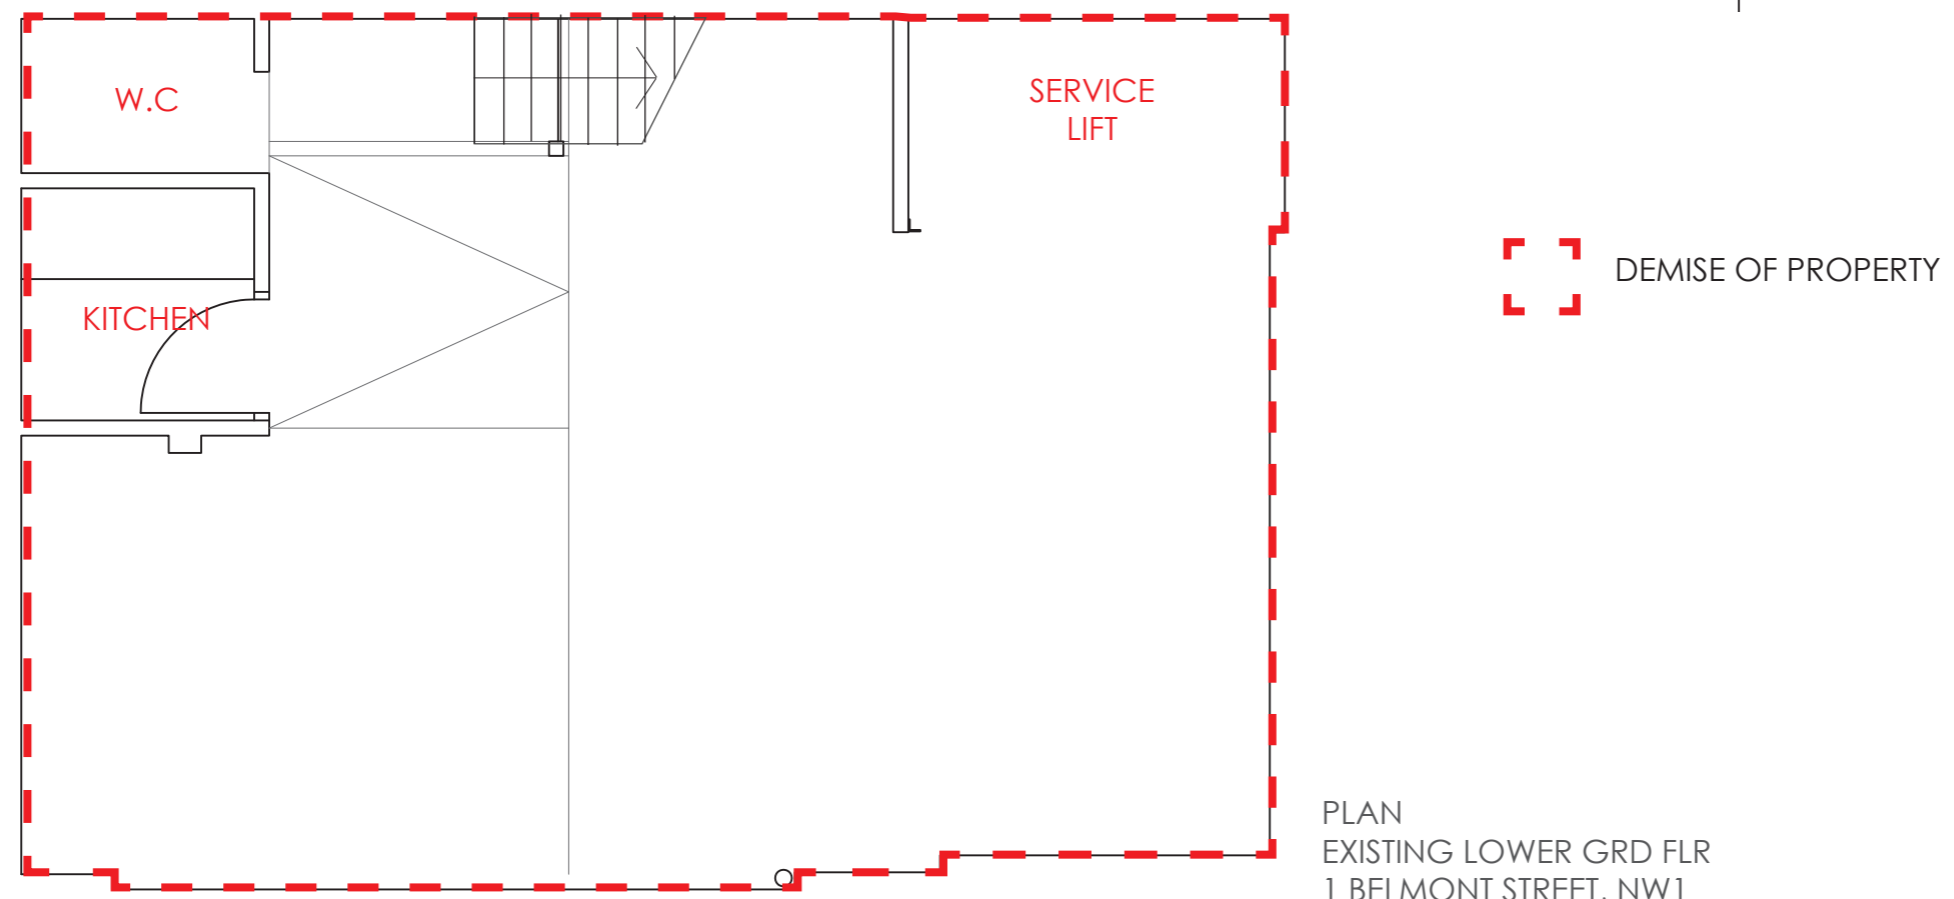 W.C
SERVICE
LIFT
KITCHEN
DEMISE OF PROPERTY
PLAN
EXISTING LOWER GRD FLR
1 BELMONT STREET, NW1